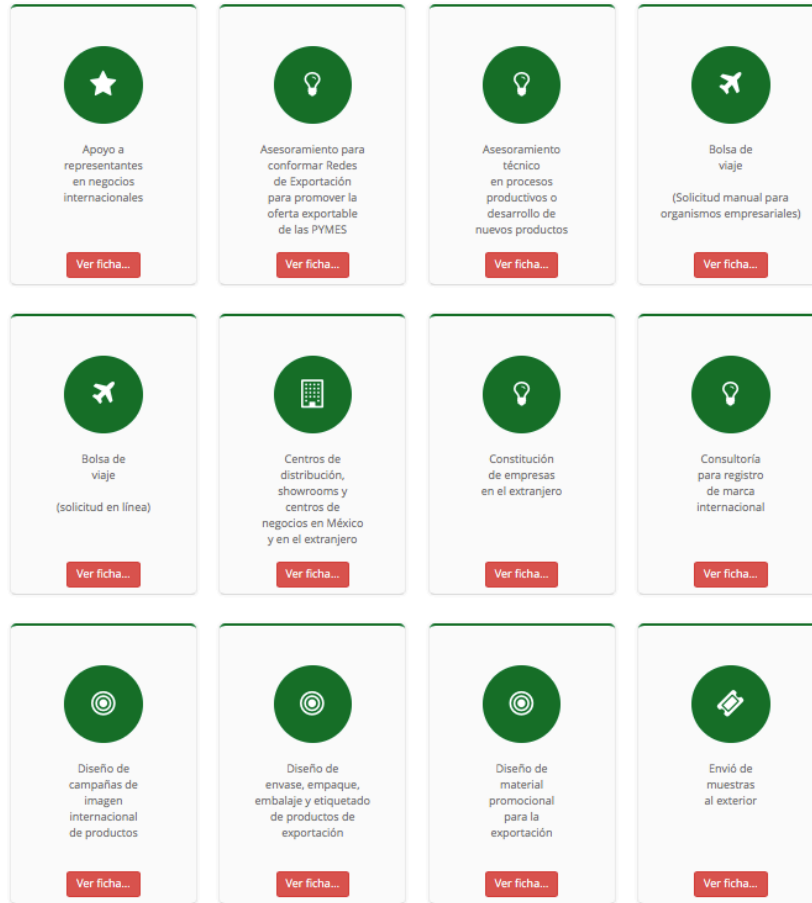 Apoyo a
representantes
en negocios
internacionales
Ver ficha...
Asesoramiento para
conformar Redes
de Exportación
para promover la
oferta exportable
de las PYMES
Ver ficha...
Asesoramiento
técnico
en procesos
productivos o
desarrollo de
nuevos productos
Ver ficha...
Bolsa de
viaje
(Solicitud manual para
organismos empresariales)
Ver ficha...
Bolsa de
viaje
(solicitud en línea)
Ver ficha...
Centros de
distribución,
showrooms y
centros de
negocios en México
y en el extranjero
Ver ficha...
Constitución
de empresas
en el extranjero
Ver ficha...
Consultoría
para registro
de marca
internacional
Ver ficha...
Diseño de
campañas de
imagen
internacional
de productos
Ver ficha...
Diseño de
envase, empaque,
embalaje y etiquetado
de productos de
exportación
Ver ficha...
Diseño de
material
promocional
para la
exportación
Ver ficha...
Envió de
muestras
al exterior
Ver ficha...